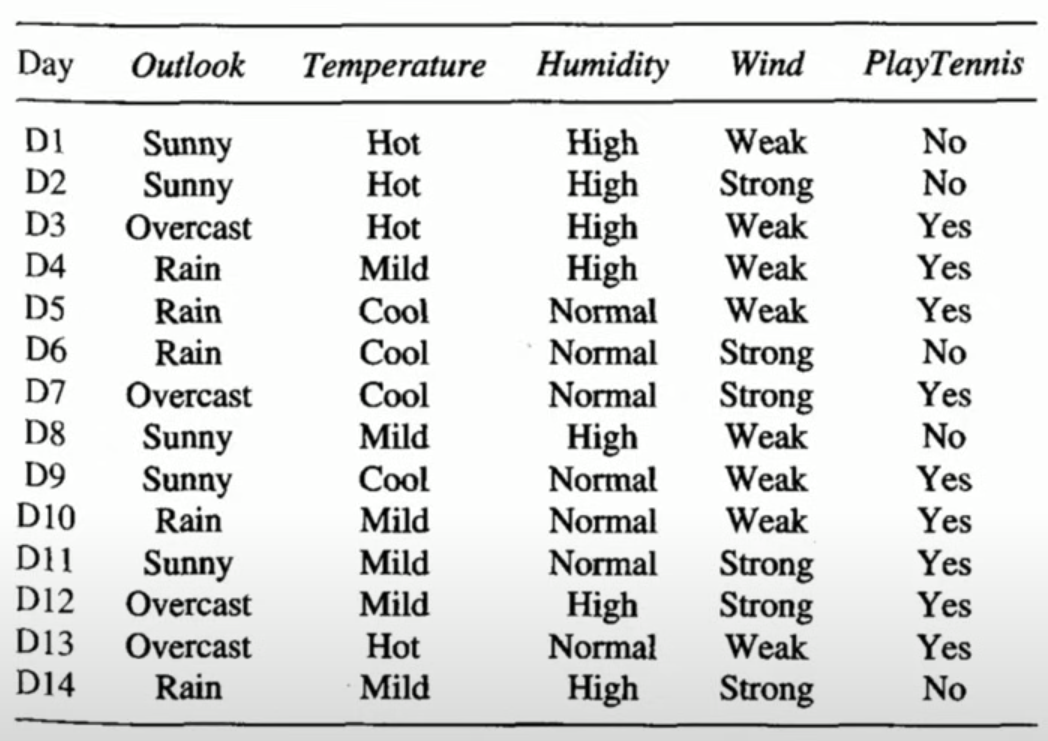 Day Outlook Temperature Humidity Wind PlayTennis
D1 Sunny Hot High Weak No
D2 Sunny Hot High Strong No
D3 Overcast Hot High Weak Yes
D4 Rain Mild High Weak Yes
D5 Rain Cool Normal Weak Yes
D6 Rain Cool Normal Strong No
D7 Overcast Cool Normal Strong Yes
D8 Sunny Mild High Weak No
D9 Sunny Cool Normal Weak Yes
D10 Rain Mild Normal Weak Yes
D11 Sunny Mild Normal Strong Yes
D12 Overcast Mild High Strong Yes
D13 Overcast Hot Normal Weak Yes
D14 Rain Mild High Strong No